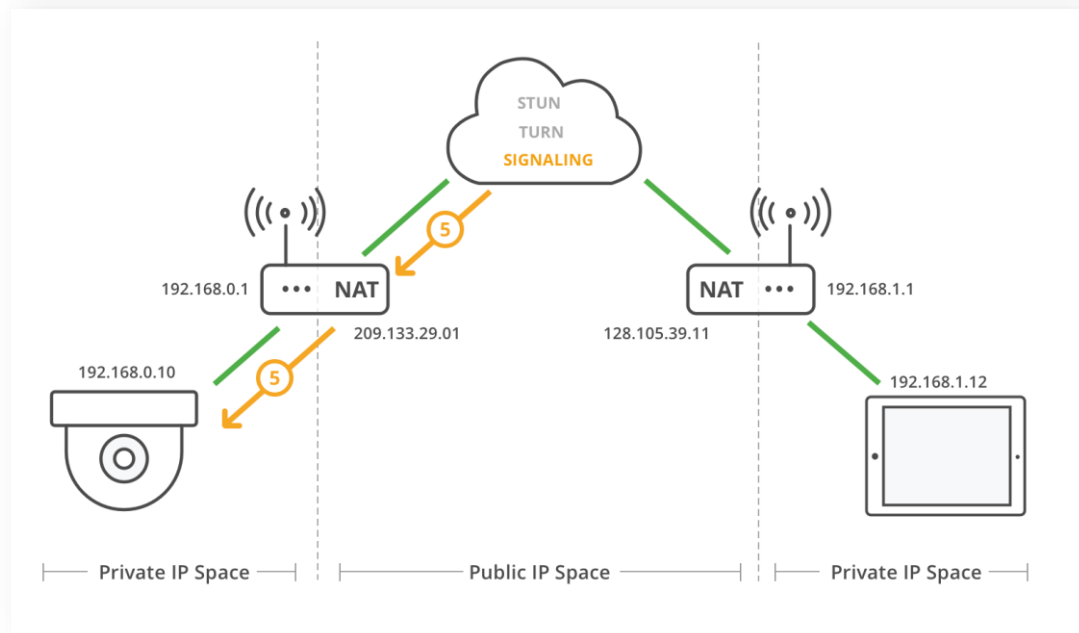 STUN
TURN
SIGNALING
5
192.168.0.1
NAT
NAT
192.168.1.1
209.133.29.01
128.105.39.11
192.168.0.10
5
192.168.1.12
Private IP Space
Public IP Space
Private IP Space